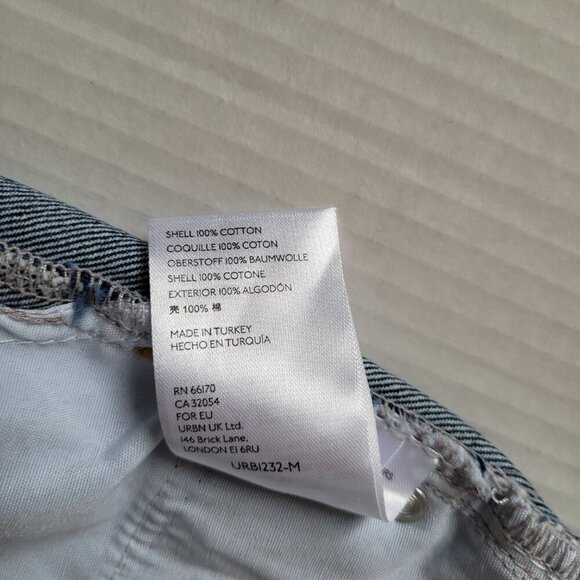 SHELL 100% COTTON
COQUILLE 100% COTON
OBERSTOFF 100% BAUMWOLLE
SHELL 100% COTONE
EXTERIOR 100% ALGODÓN
売 100% 棉
MADE IN TURKEY
HECHO EN TURQUÍA
RN 66170
CA 32054
FOR EU
URBN UK Ltd.
146 Brick Lane,
LONDON E1 6RU
URBI232-M